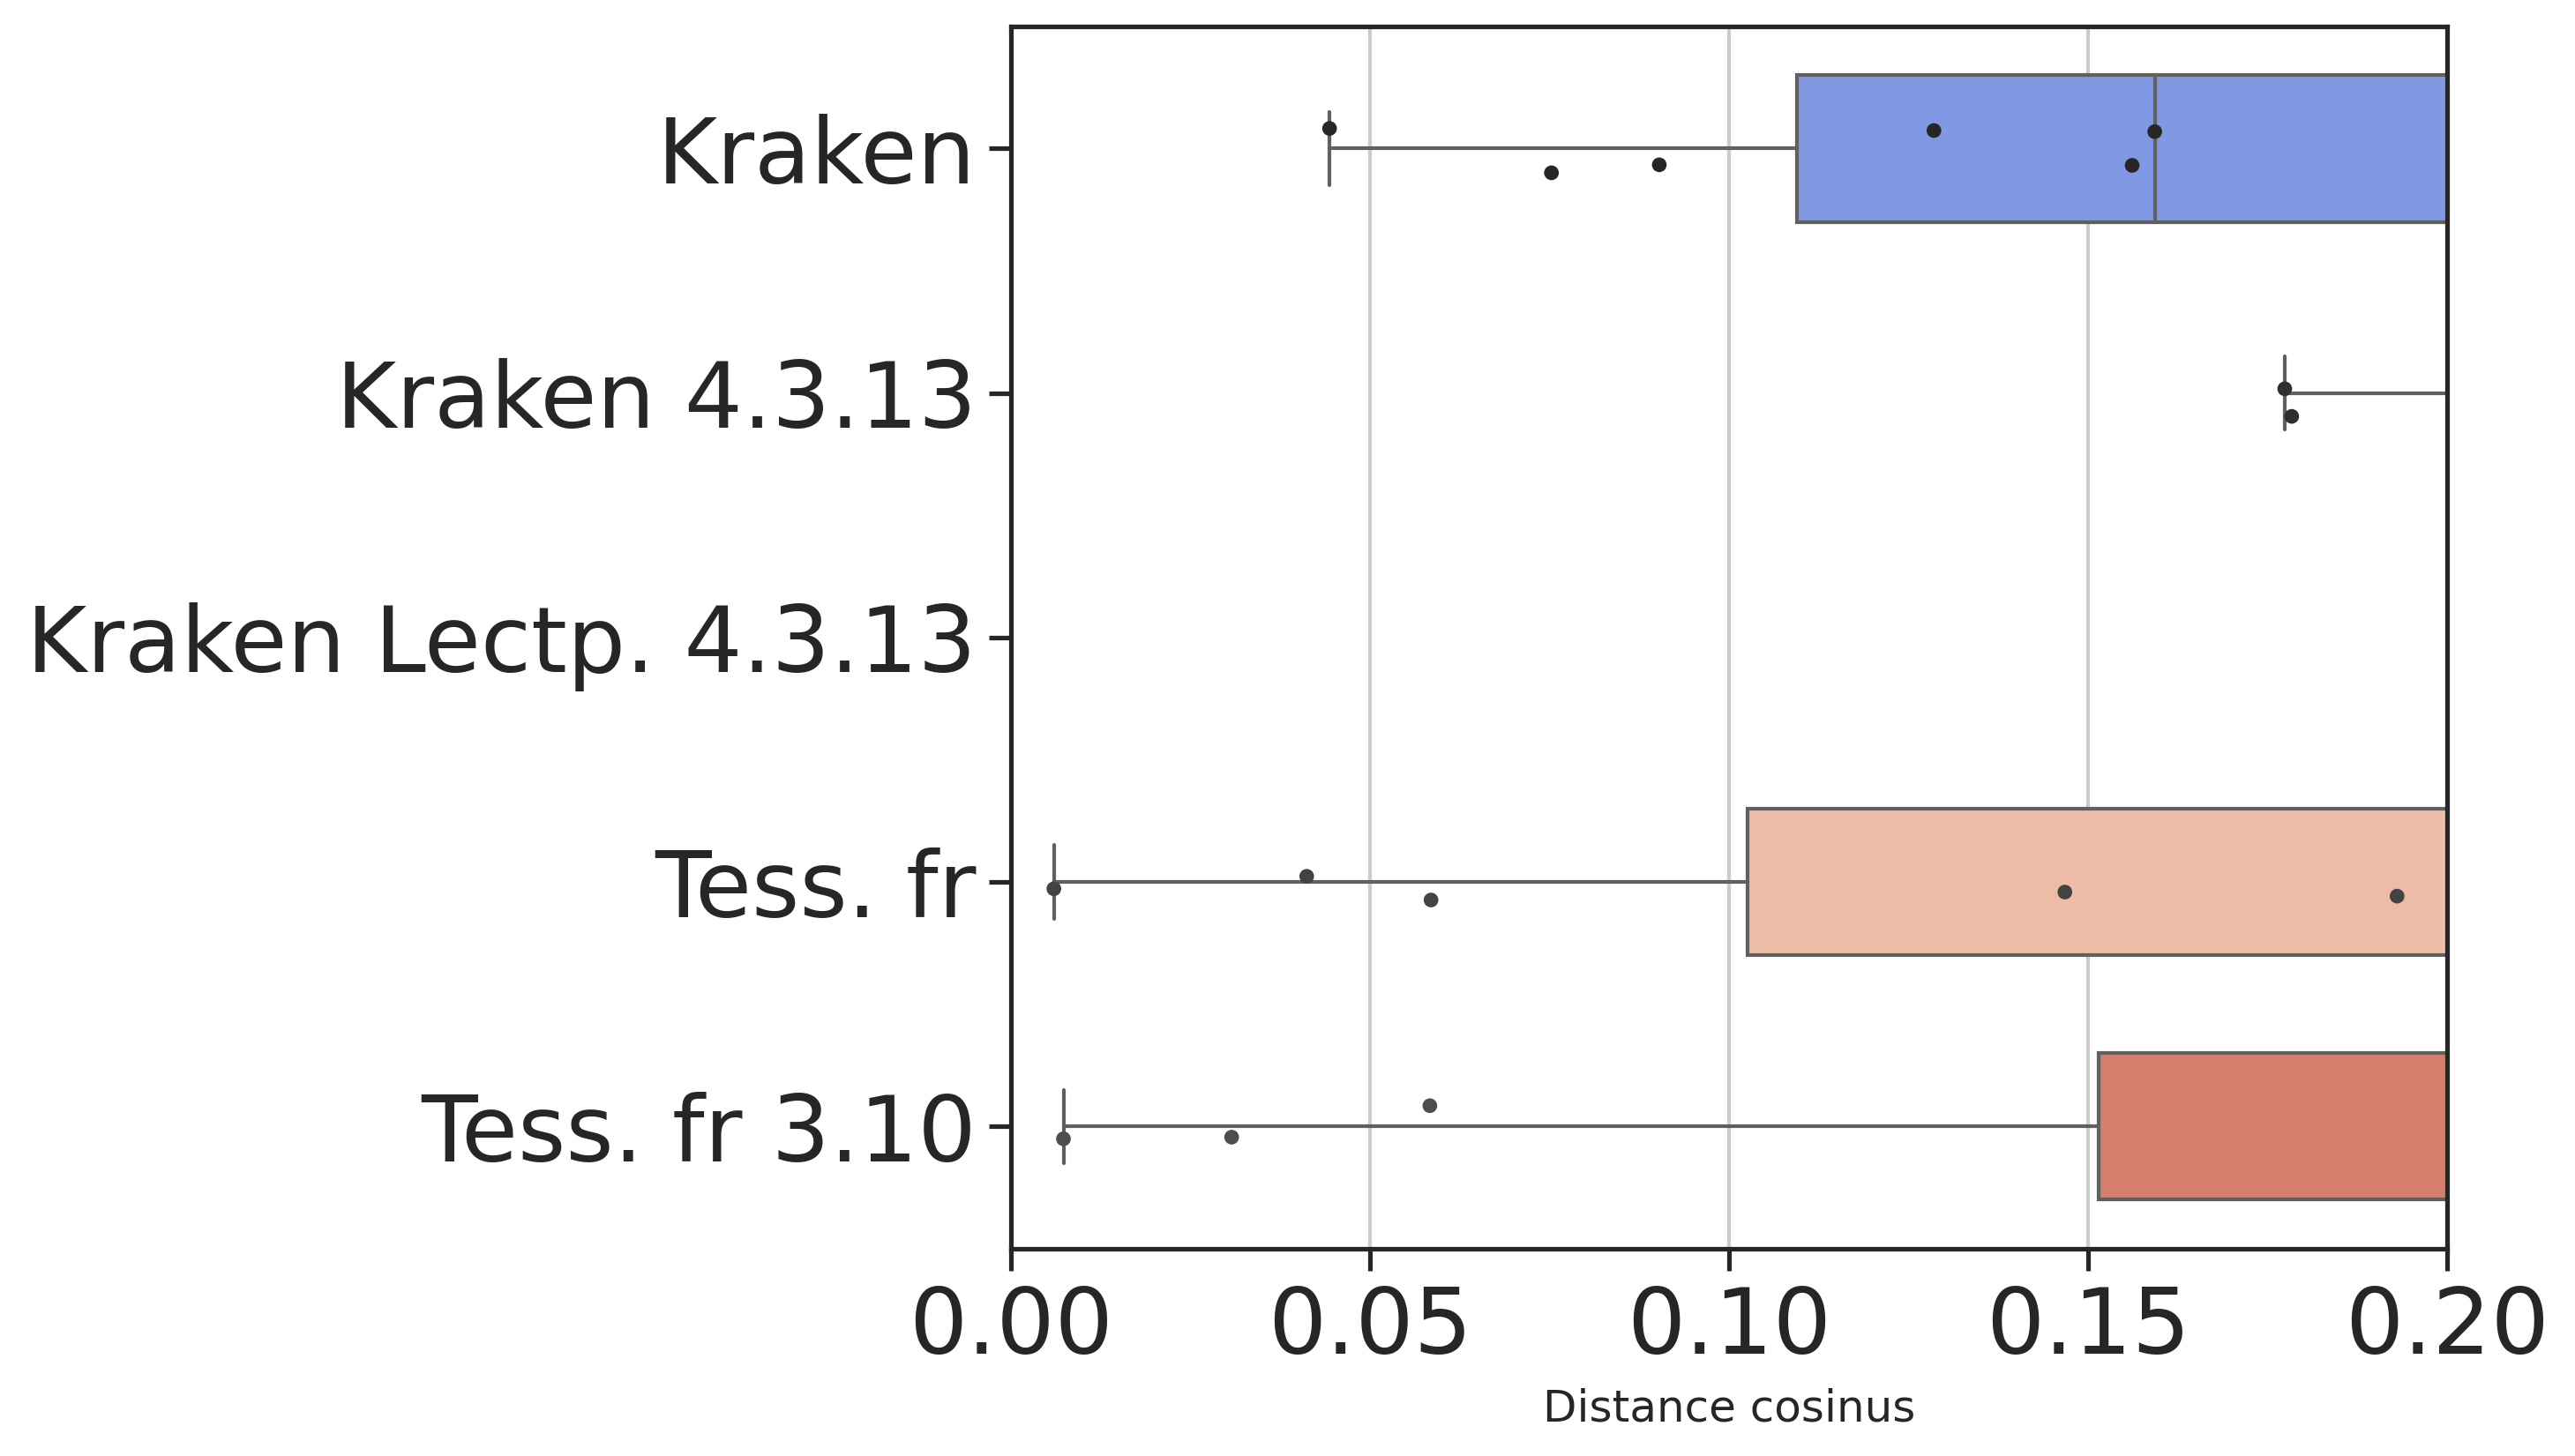 Kraken
Kraken 4.3.13
Kraken Lectp. 4.3.13
Tess. fr
Tess. fr 3.10
0.00 0.05 0.10 0.15 0.20
Distance cosinus